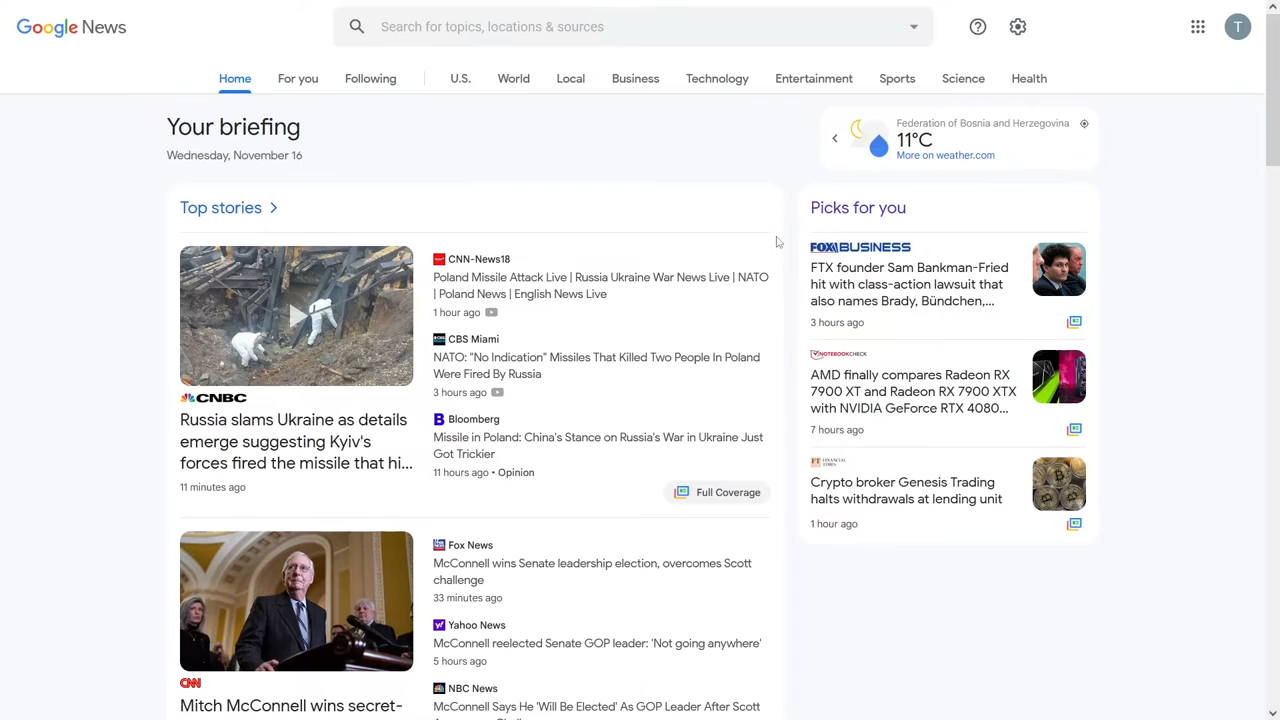 Google News
Search for topics, locations & sources
T
Home
For you
Following
U.S.
World
Local
Business
Technology
Entertainment
Sports
Science
Health
Your briefing
Wednesday, November 16
Federation of Bosnia and Herzegovina
11°C
More on weather.com
Top stories
CNBC
Russia slams Ukraine as details
emerge suggesting Kyiv's
forces fired the missile that hi...
11 minutes ago
CNN-News18
Poland Missile Attack Live | Russia Ukraine War News Live | NATO
| Poland News | English News Live
1 hour ago
CBS Miami
NATO: "No Indication" Missiles That Killed Two People In Poland
Were Fired By Russia
3 hours ago
Bloomberg
Missile in Poland: China's Stance on Russia's War in Ukraine Just
Got Trickier
11 hours ago • Opinion
Full Coverage
CNN
Mitch McConnell wins secret-
Fox News
McConnell wins Senate leadership election, overcomes Scott
challenge
33 minutes ago
Yahoo News
McConnell reelected Senate GOP leader: 'Not going anywhere'
5 hours ago
NBC News
McConnell Says He 'Will Be Elected' As GOP Leader After Scott
Picks for you
FOX BUSINESS
FTX founder Sam Bankman-Fried
hit with class-action lawsuit that
also names Brady, Bündchen,...
3 hours ago
NOTEBOOKCHECK
AMD finally compares Radeon RX
7900 XT and Radeon RX 7900 XTX
with NVIDIA GeForce RTX 4080...
7 hours ago
FT FINANCIAL TIMES
Crypto broker Genesis Trading
halts withdrawals at lending unit
1 hour ago